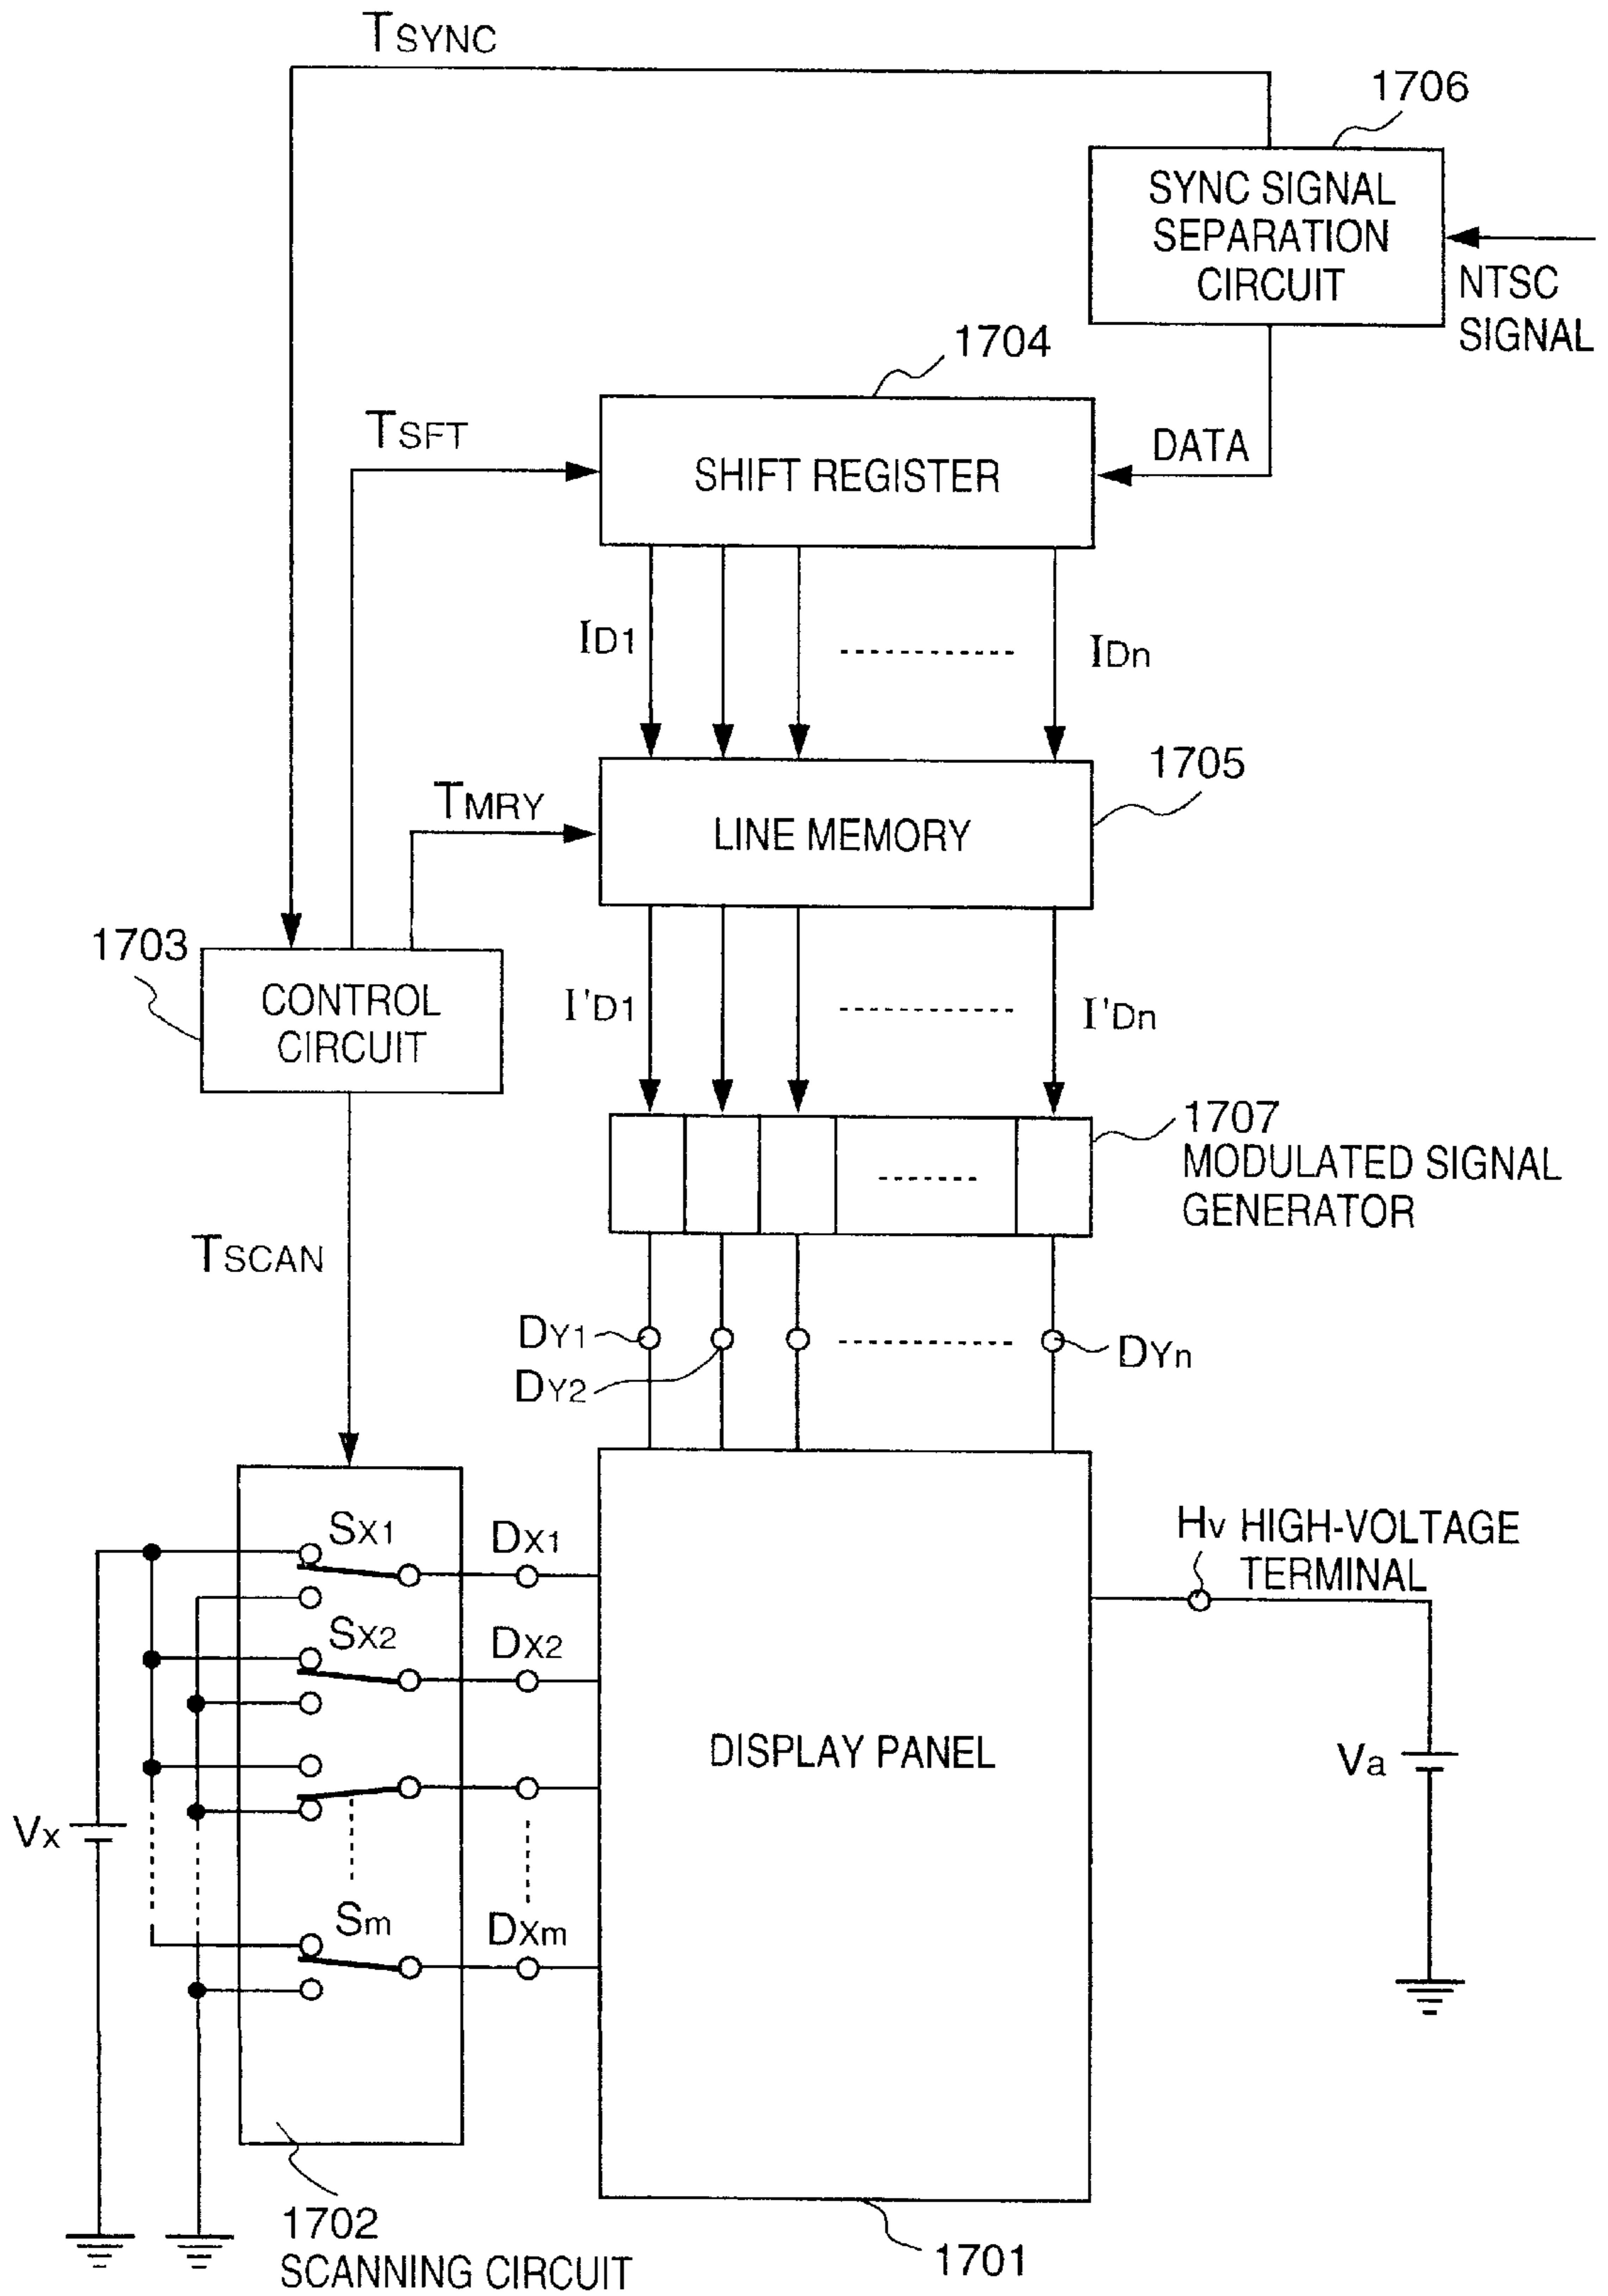 TSYNC
1706
SYNC SIGNAL
SEPARATION
CIRCUIT
NTSC
SIGNAL
1704
TSFT
SHIFT REGISTER
DATA
ID1
IDn
1705
TMRY
LINE MEMORY
1703
CONTROL
CIRCUIT
I'D1
I'Dn
1707
MODULATED SIGNAL
GENERATOR
TSCAN
DY1
DY2
DYn
SX1
DX1
HV HIGH-VOLTAGE
TERMINAL
SX2
DX2
DISPLAY PANEL
Va
Vx
Sm
DXm
1702
SCANNING CIRCUIT
1701